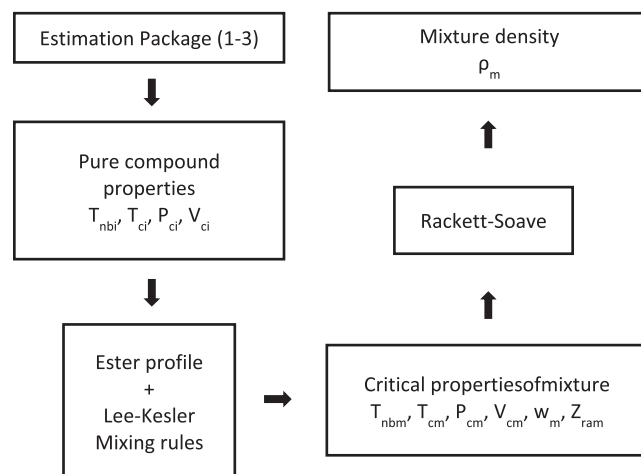 Estimation Package (1-3)
Pure compound
properties
Tnbi, Tci, Pci, Vci
Ester profile
+
Lee-Kesler
Mixing rules
Critical propertiesofmixture
Tnbm, Tcm, Pcm, Vcm, wm, Zram
Rackett-Soave
Mixture density
ρm